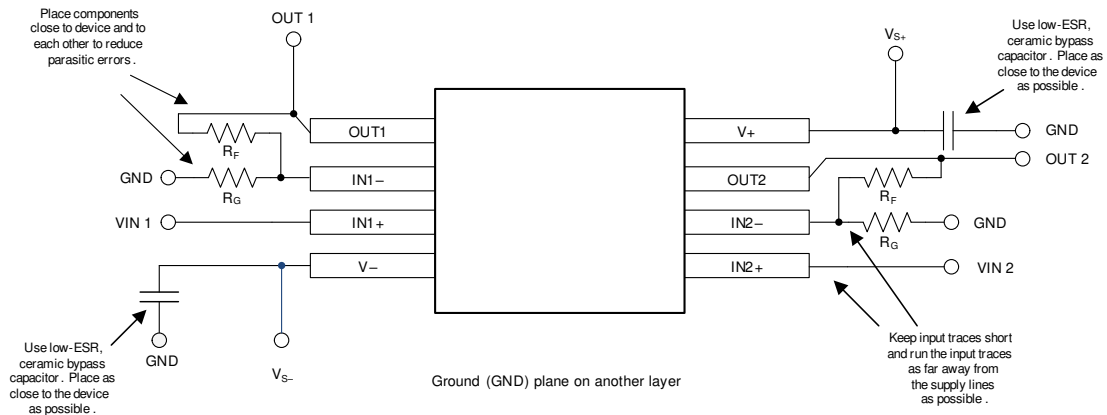 Place components
close to device and to
each other to reduce
parasitic errors .
OUT 1
VS+
Use low-ESR,
ceramic bypass
capacitor . Place as
close to the device
as possible .
OUT1
V+
GND
RF
OUT 2
GND
IN1−
OUT2
RG
RF
VIN 1
IN1+
IN2−
GND
RG
V−
IN2+
VIN 2
Use low-ESR,
ceramic bypass
capacitor . Place as
close to the device
as possible .
GND
VS−
Ground (GND) plane on another layer
Keep input traces short
and run the input traces
as far away from
the supply lines
as possible .